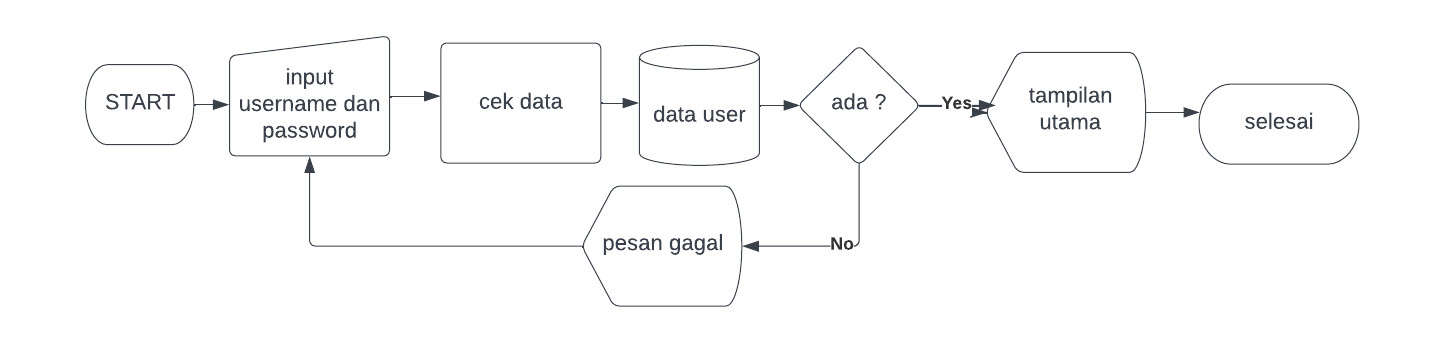 START
input
username dan
password
cek data
data user
ada ?
Yes
tampilan
utama
selesai
No
pesan gagal